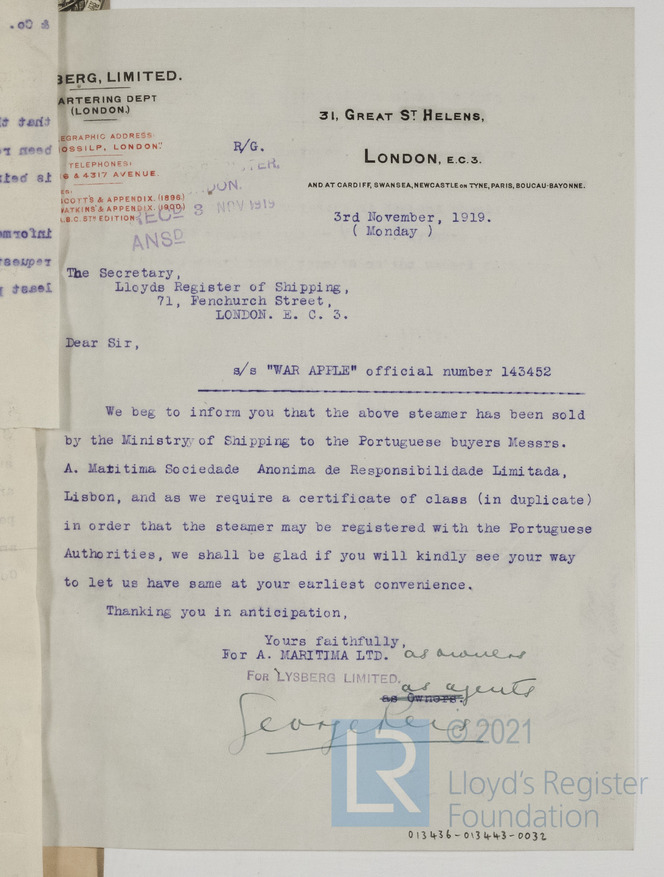 & Co.
BERG, LIMITED.
ARTERING DEPT
(LONDON.)
EGRAPHIC ADDRESS:
OSSILP, LONDON."
TELEPHONES:
6 & 4317 AVENUE.
COTT'S & APPENDIX. (1896)
WATKINS' & APPENDIX. (1900)
A.B.C. 5TH EDITION
R/G.
31, GREAT ST HELENS,
LONDON, E.C.3.
AND AT CARDIFF, SWANSEA, NEWCASTLE ON TYNE, PARIS, BOUCAU-BAYONNE.
REC'D 3 NOV 1919
ANSD
3rd November, 1919.
( Monday )
The Secretary,
Lloyds Register of Shipping,
71, Fenchurch Street,
LONDON. E. C. 3.
Dear Sir,
s/s "WAR APPLE" official number 143452
We beg to inform you that the above steamer has been sold
by the Ministry of Shipping to the Portuguese buyers Messrs.
A. Maritima Sociedade Anonima de Responsibilidade Limitada,
Lisbon, and as we require a certificate of class (in duplicate)
in order that the steamer may be registered with the Portuguese
Authorities, we shall be glad if you will kindly see your way
to let us have same at your earliest convenience.
Thanking you in anticipation,
Yours faithfully,
For A. MARITIMA LTD. as owners
FOR LYSBERG LIMITED.
as agents
as Owners.
George
© 2021
LR
Lloyd's Register
Foundation
013436-013443-0032